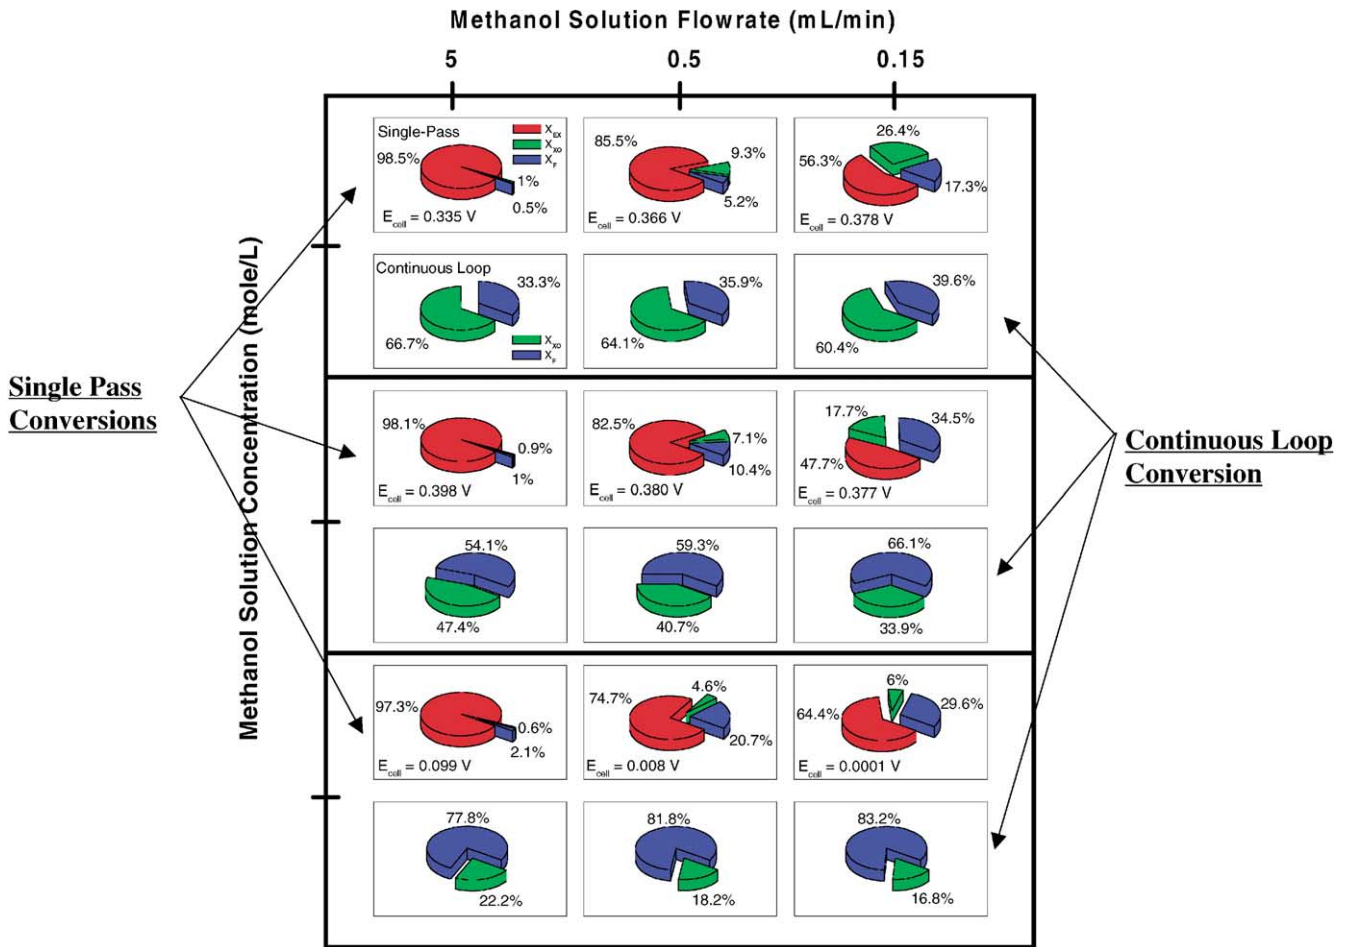 Methanol Solution Flowrate (mL/min)
5 0.5 0.15
Single-Pass
X_EX
X_XO
X_F
98.5%
1%
0.5%
E_cell = 0.335 V
85.5%
9.3%
5.2%
E_cell = 0.366 V
26.4%
56.3%
17.3%
E_cell = 0.378 V
Continuous Loop
33.3%
66.7%
X_XO
X_F
35.9%
64.1%
39.6%
60.4%
Methanol Solution Concentration (mole/L)
Single Pass
Conversions
98.1%
0.9%
1%
E_cell = 0.398 V
82.5%
7.1%
10.4%
E_cell = 0.380 V
17.7%
34.5%
47.7%
E_cell = 0.377 V
Continuous Loop
Conversion
54.1%
47.4%
59.3%
40.7%
66.1%
33.9%
97.3%
0.6%
2.1%
E_cell = 0.099 V
74.7%
4.6%
20.7%
E_cell = 0.008 V
6%
64.4%
29.6%
E_cell = 0.0001 V
77.8%
22.2%
81.8%
18.2%
83.2%
16.8%